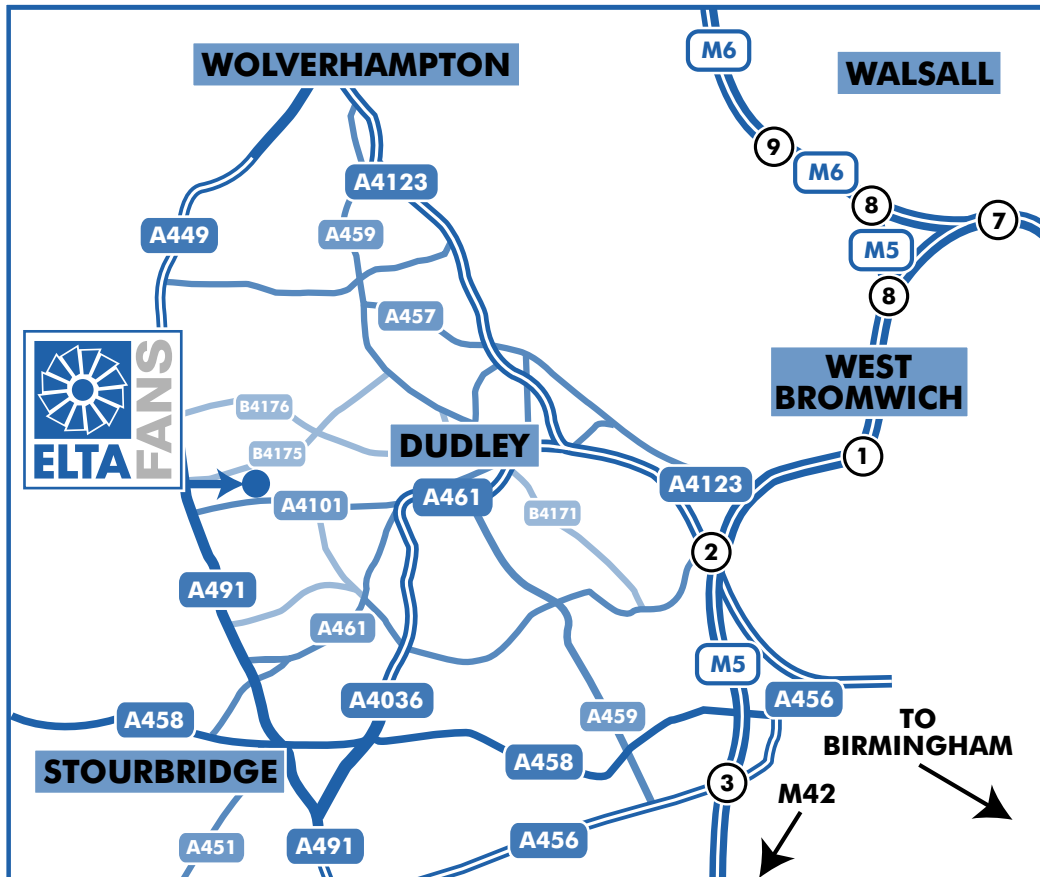 M6
WOLVERHAMPTON
WALSALL
9
M6
A4123
8
7
A449
A459
M5
8
A457
WEST
BROMWICH
ELTA
FANS
B4176
DUDLEY
B4175
1
A4123
A461
A4101
B4171
2
A491
A461
M5
A4036
A456
A459
A458
TO
BIRMINGHAM
A458
STOURBRIDGE
3
M42
A456
A451
A491